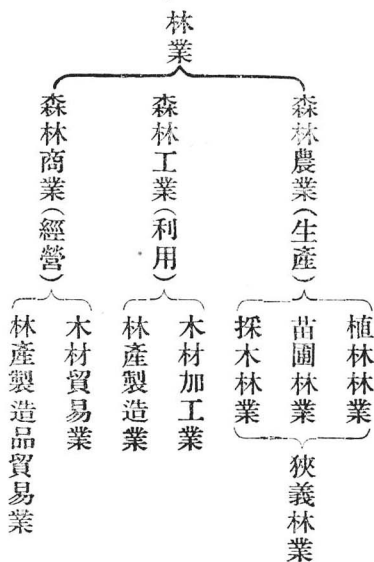 林業
森林農業(生產)
植林林業
苗圃林業
採木林業
狹義林業
森林工業(利用)
木材加工業
林產製造業
森林商業(經營)
木材貿易業
林產製造品貿易業